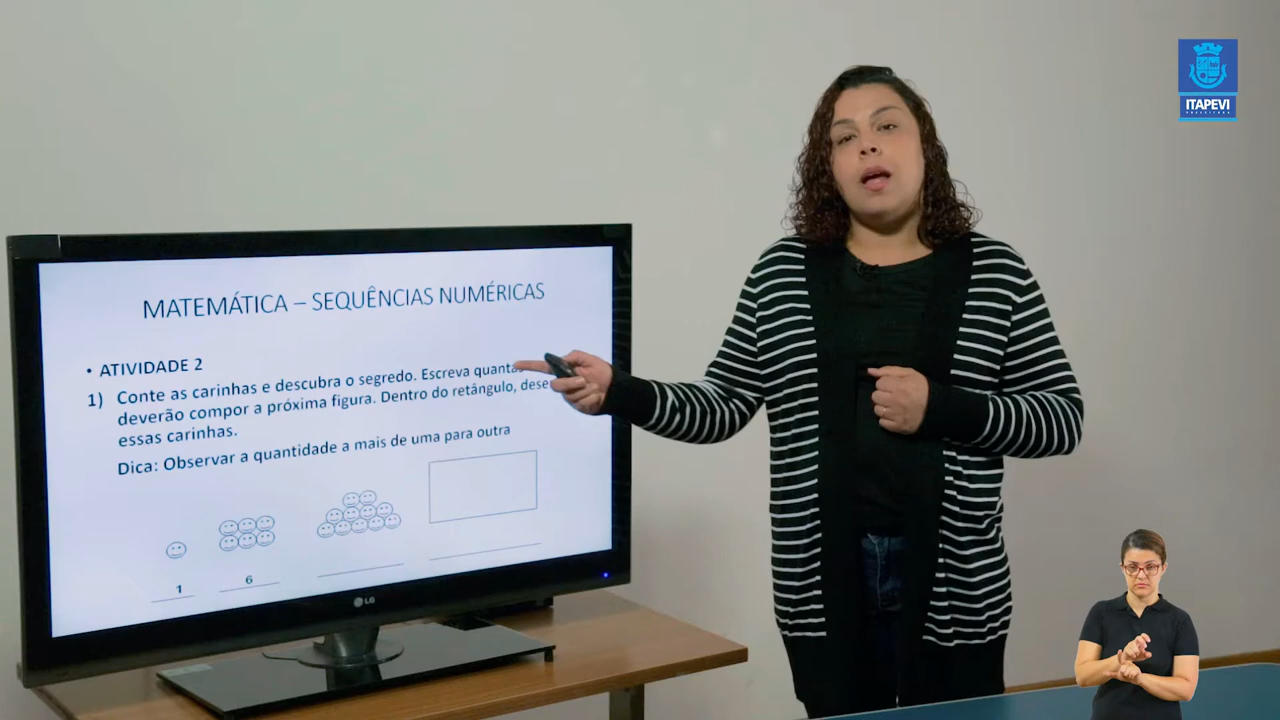 ITAPEVI
PREFEITURA
MATEMÁTICA – SEQUÊNCIAS NUMÉRICAS
• ATIVIDADE 2
1) Conte as carinhas e descubra o segredo. Escreva
deverão compor a próxima figura. Dentro do retângulo,
essas carinhas.
Dica: Observar a quantidade a mais de uma para outra
1
6
LG